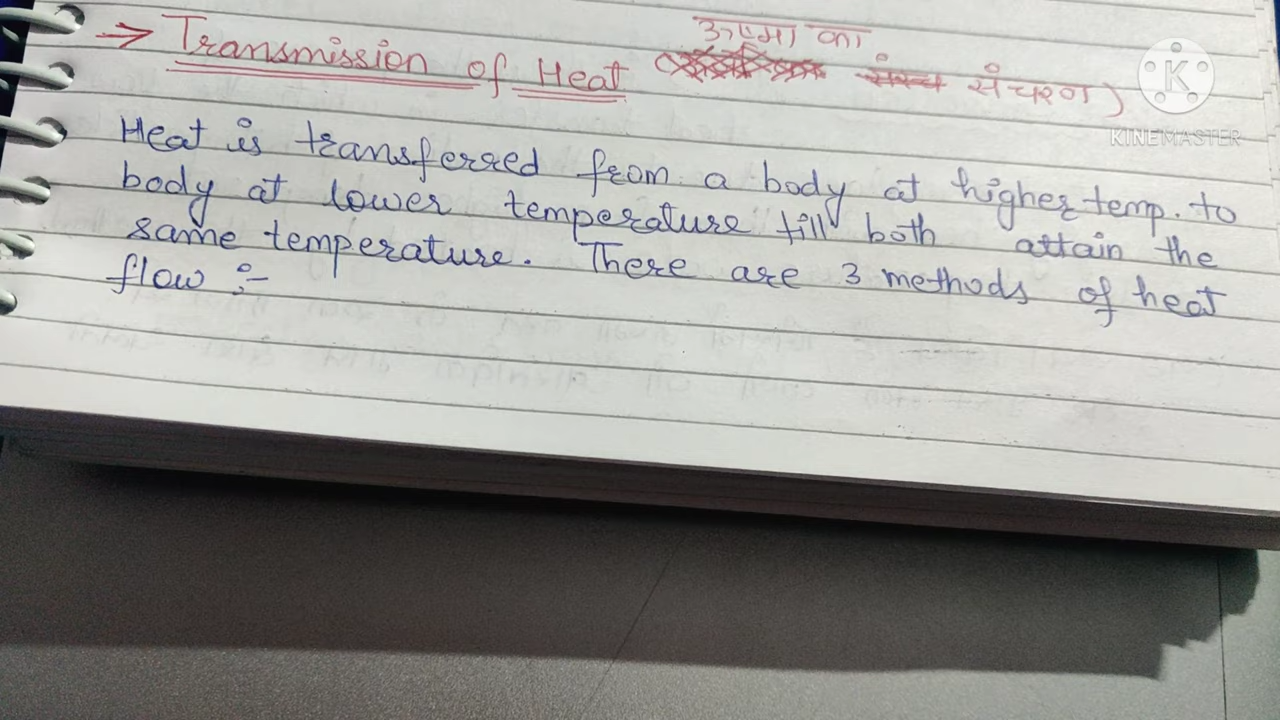 → Transmission of Heat ( ऊष्मा का संचरण)
Heat is transferred from a body at higher temp. to
body at lower temperature till both attain the
same temperature. There are 3 methods of heat
flow :-
KINEMASTER